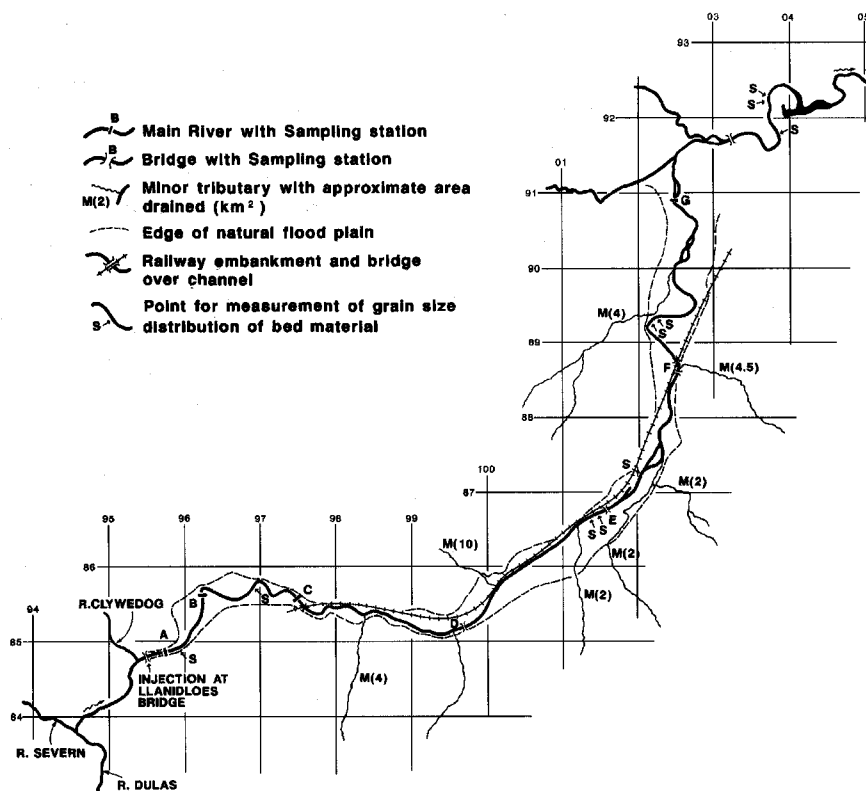 03
04
05
93
S
S
92
S
B
Main River with Sampling station
B
Bridge with Sampling station
Minor tributary with approximate area
M(2) drained (km²)
Edge of natural flood plain
Railway embankment and bridge
over channel
Point for measurement of grain size
S distribution of bed material
01
91
G
90
M(4)
S
S
89
F
M(4.5)
88
100
S
M(2)
87
95
96
97
98
99
E
S
S
M(10)
M(2)
86
M(2)
C
B
S
R.CLYWEDOG
94
A
D
85
S
INJECTION AT
LLANIDLOES
BRIDGE
M(4)
84
R. SEVERN
R. DULAS